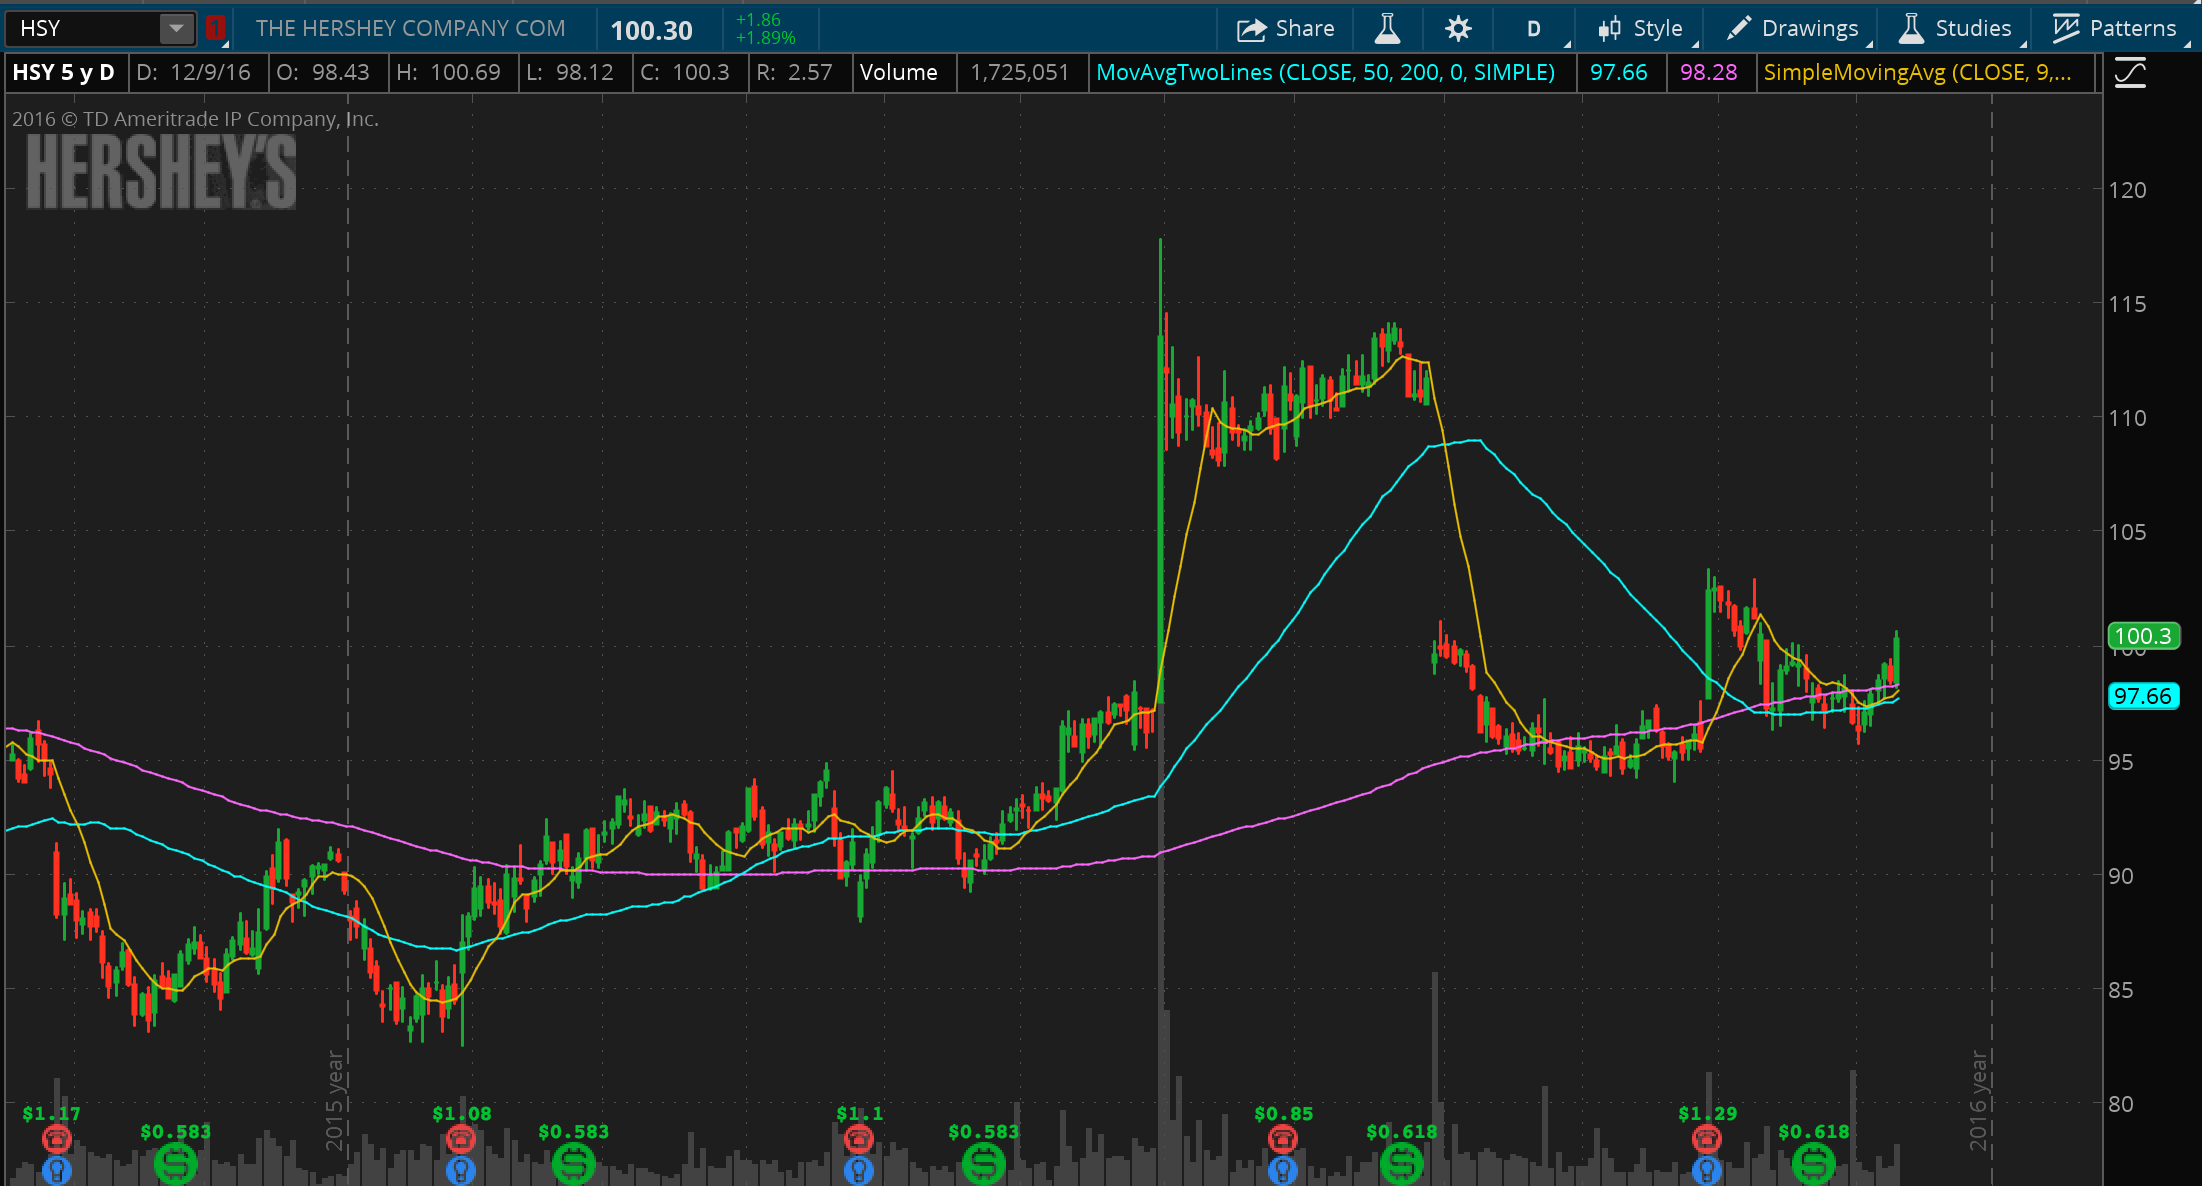 HSY
1
THE HERSHEY COMPANY COM
100.30
+1.86
+1.89%
Share
D
Style
Drawings
Studies
Patterns
HSY 5 y D
D: 12/9/16
O: 98.43
H: 100.69
L: 98.12
C: 100.3
R: 2.57
Volume
1,725,051
MovAvgTwoLines (CLOSE, 50, 200, 0, SIMPLE)
97.66
98.28
SimpleMovingAvg (CLOSE, 9,...
2016 © TD Ameritrade IP Company, Inc.
HERSHEY'S
120
115
110
105
100.3
100
97.66
95
90
85
80
2015 year
2016 year
$1.17
$0.583
$1.08
$0.583
$1.1
$0.583
$0.85
$0.618
$1.29
$0.618